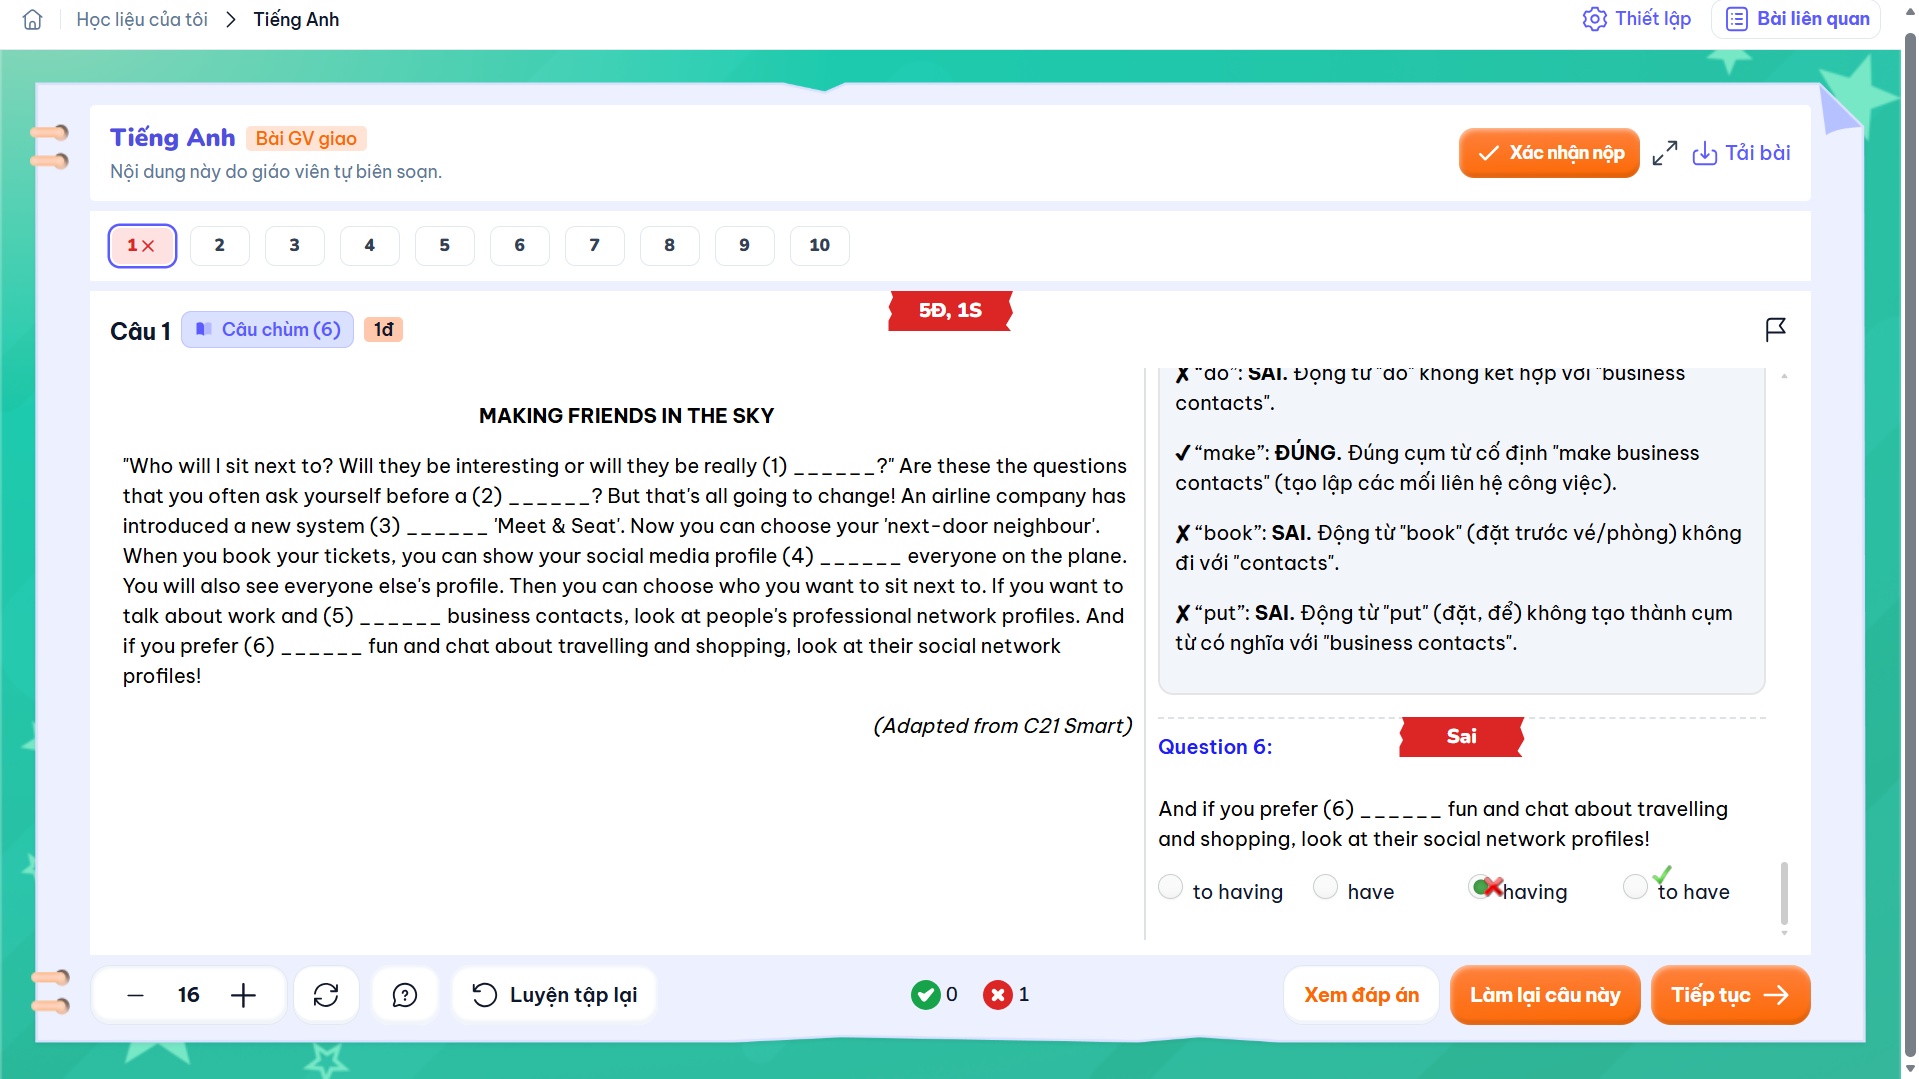 Học liệu của tôi > Tiếng Anh
Thiết lập
Bài liên quan
Tiếng Anh
Bài GV giao
Nội dung này do giáo viên tự biên soạn.
Xác nhận nộp
Tải bài
1 2 3 4 5 6 7 8 9 10
5Đ, 1S
Câu 1 Câu chùm (6) 1đ
MAKING FRIENDS IN THE SKY
"Who will I sit next to? Will they be interesting or will they be really (1) ______?" Are these the questions
that you often ask yourself before a (2) ______? But that's all going to change! An airline company has
introduced a new system (3) ______ 'Meet & Seat'. Now you can choose your 'next-door neighbour'.
When you book your tickets, you can show your social media profile (4) ______ everyone on the plane.
You will also see everyone else's profile. Then you can choose who you want to sit next to. If you want to
talk about work and (5) ______ business contacts, look at people's professional network profiles. And
if you prefer (6) ______ fun and chat about travelling and shopping, look at their social network
profiles!
(Adapted from C21 Smart)
✗ "do": SAI. Động từ "do" không kết hợp với "business
contacts".
✓ “make”: ĐÚNG. Đúng cụm từ cố định "make business
contacts" (tạo lập các mối liên hệ công việc).
✗ “book”: SAI. Động từ "book" (đặt trước vé/phòng) không
đi với "contacts".
✗ “put”: SAI. Động từ "put" (đặt, để) không tạo thành cụm
từ có nghĩa với "business contacts".
Sai
Question 6:
And if you prefer (6) ______ fun and chat about travelling
and shopping, look at their social network profiles!
to having have having to have
16
Luyện tập lại
0 1
Xem đáp án
Làm lại câu này
Tiếp tục